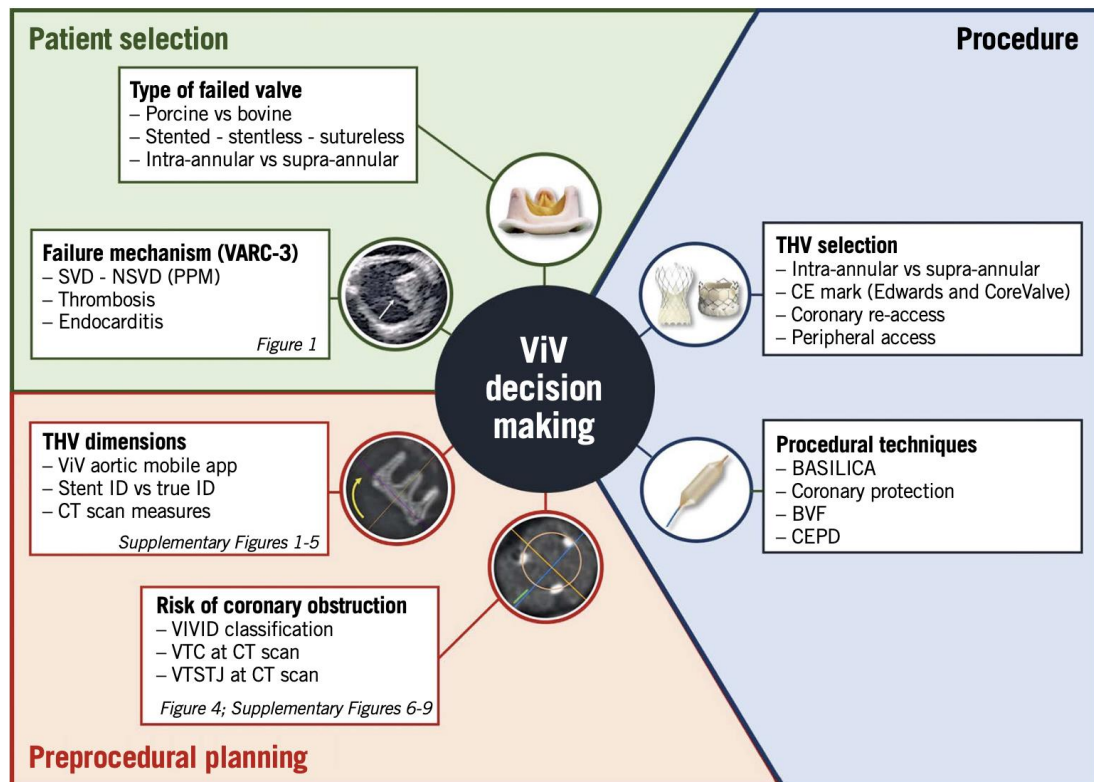 Patient selection
Type of failed valve
– Porcine vs bovine
– Stented - stentless - sutureless
– Intra-annular vs supra-annular
Failure mechanism (VARC-3)
– SVD - NSVD (PPM)
– Thrombosis
– Endocarditis
Figure 1
Procedure
THV selection
– Intra-annular vs supra-annular
– CE mark (Edwards and CoreValve)
– Coronary re-access
– Peripheral access
ViV
decision
making
THV dimensions
– ViV aortic mobile app
– Stent ID vs true ID
– CT scan measures
Supplementary Figures 1-5
Procedural techniques
– BASILICA
– Coronary protection
– BVF
– CEPD
Risk of coronary obstruction
– VIVID classification
– VTC at CT scan
– VTSTJ at CT scan
Figure 4; Supplementary Figures 6-9
Preprocedural planning